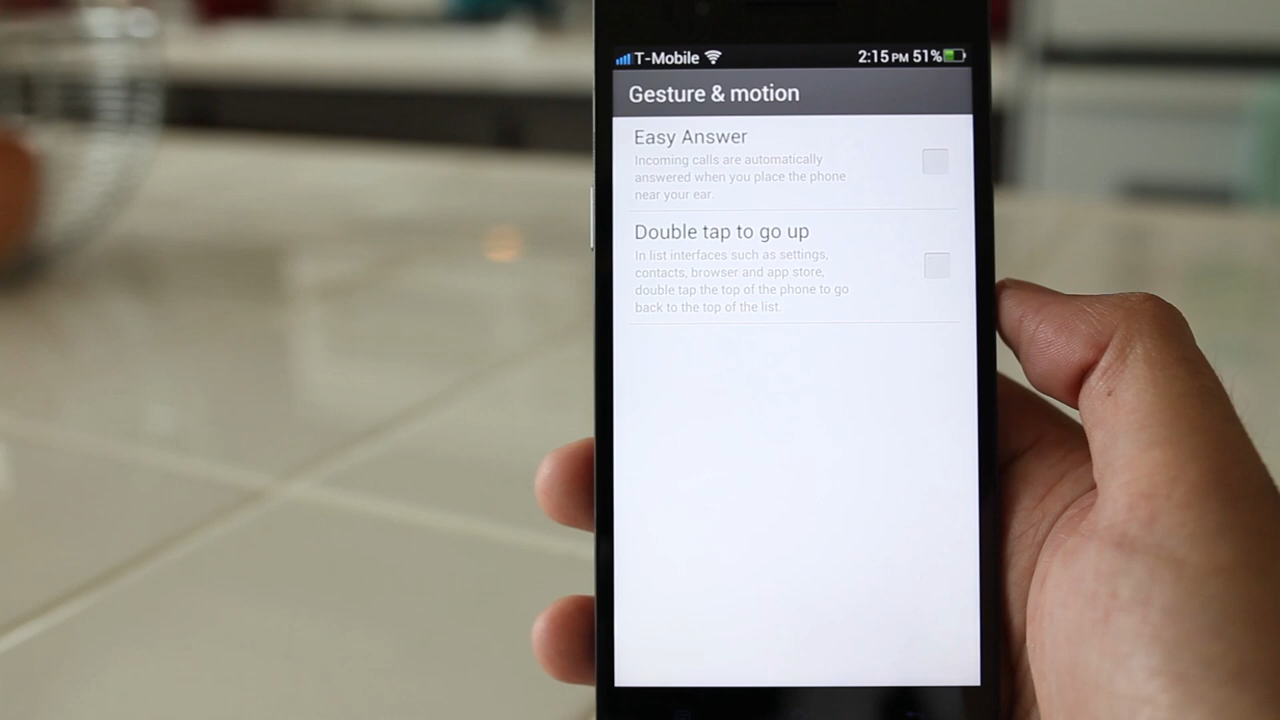 T-Mobile 2:15 PM 51%
Gesture & motion
Easy Answer
Incoming calls are automatically
answered when you place the phone
near your ear.
Double tap to go up
In list interfaces such as settings,
contacts, browser and app store,
double tap the top of the phone to go
back to the top of the list.